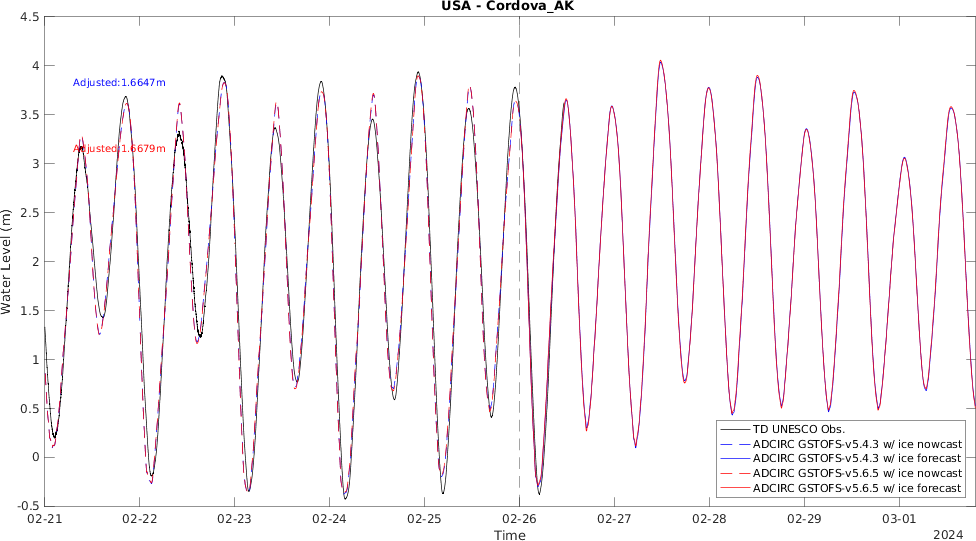 USA - Cordova_AK
4.5
4
3.5
3
2.5
2
1.5
1
0.5
0
-0.5
Water Level (m)
Adjusted:1.6647m
Adjusted:1.6679m
TD UNESCO Obs.
ADCIRC GSTOFS-v5.4.3 w/ ice nowcast
ADCIRC GSTOFS-v5.4.3 w/ ice forecast
ADCIRC GSTOFS-v5.6.5 w/ ice nowcast
ADCIRC GSTOFS-v5.6.5 w/ ice forecast
02-21 02-22 02-23 02-24 02-25 02-26 02-27 02-28 02-29 03-01
Time
2024